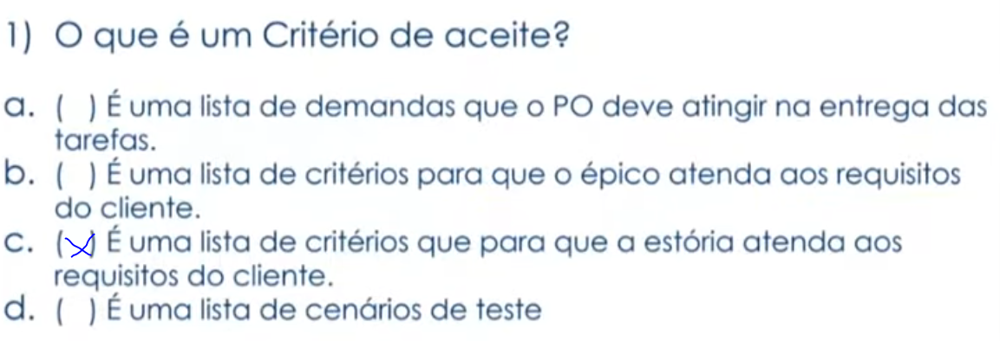 1) O que é um Critério de aceite?
a. ( ) É uma lista de demandas que o PO deve atingir na entrega das
tarefas.
b. ( ) É uma lista de critérios para que o épico atenda aos requisitos
do cliente.
c. (X) É uma lista de critérios que para que a estória atenda aos
requisitos do cliente.
d. ( ) É uma lista de cenários de teste